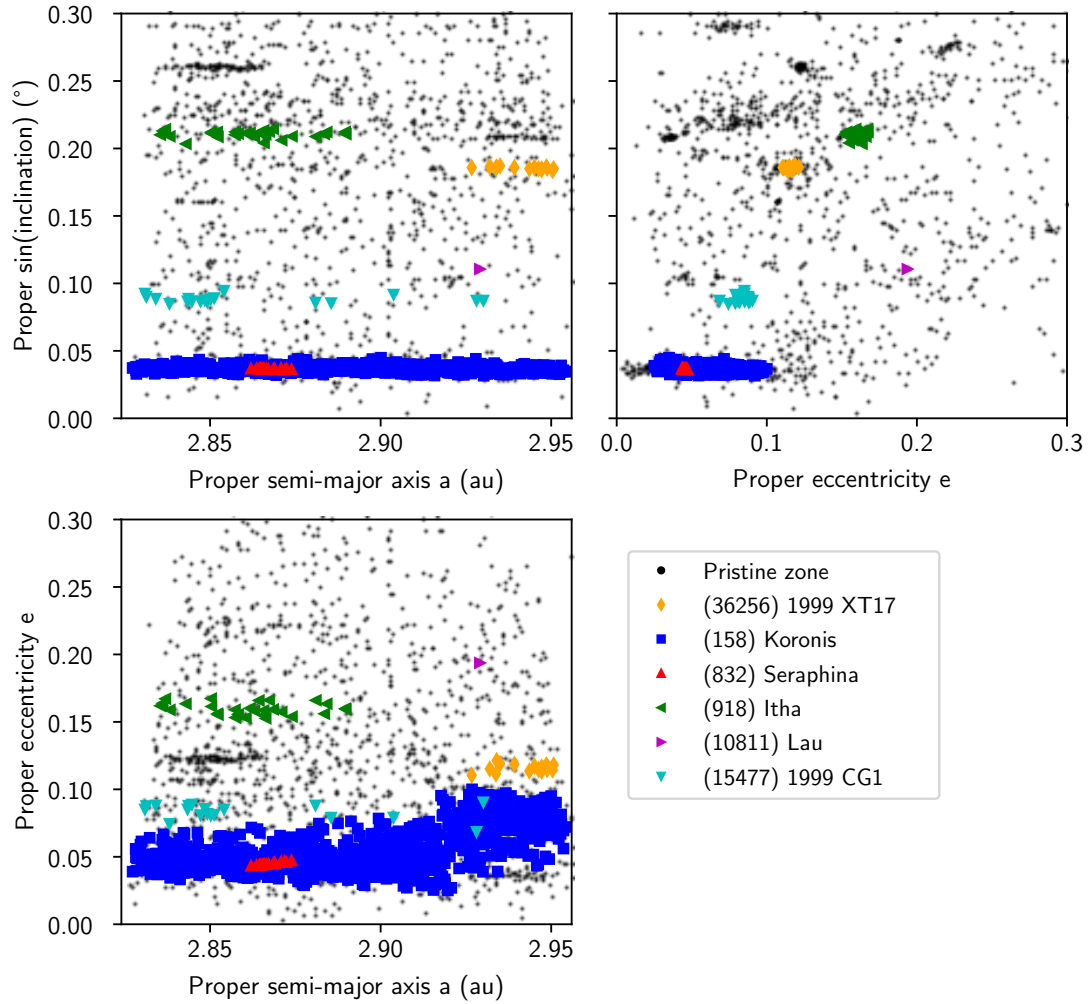 0.30
0.25
0.20
0.15
0.10
0.05
0.00
Proper sin(inclination) (°)
2.85 2.90 2.95
Proper semi-major axis a (au)
0.0 0.1 0.2 0.3
Proper eccentricity e
0.30
0.25
0.20
0.15
0.10
0.05
0.00
Proper eccentricity e
2.85 2.90 2.95
Proper semi-major axis a (au)
Pristine zone
(36256) 1999 XT17
(158) Koronis
(832) Seraphina
(918) Itha
(10811) Lau
(15477) 1999 CG1